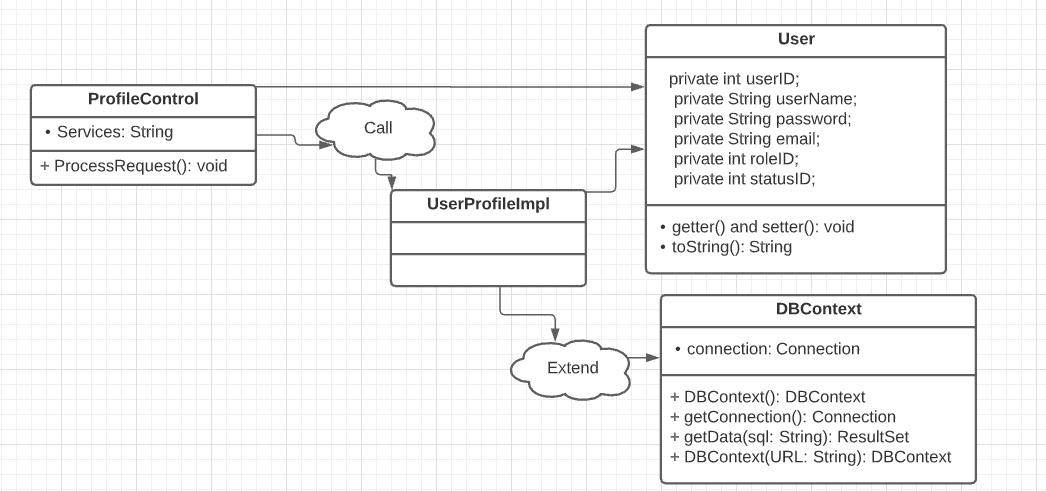 ProfileControl
• Services: String
+ ProcessRequest(): void
Call
UserProfileImpl
User
private int userID;
private String userName;
private String password;
private String email;
private int roleID;
private int statusID;
• getter() and setter(): void
• toString(): String
Extend
DBContext
• connection: Connection
+ DBContext(): DBContext
+ getConnection(): Connection
+ getData(sql: String): ResultSet
+ DBContext(URL: String): DBContext